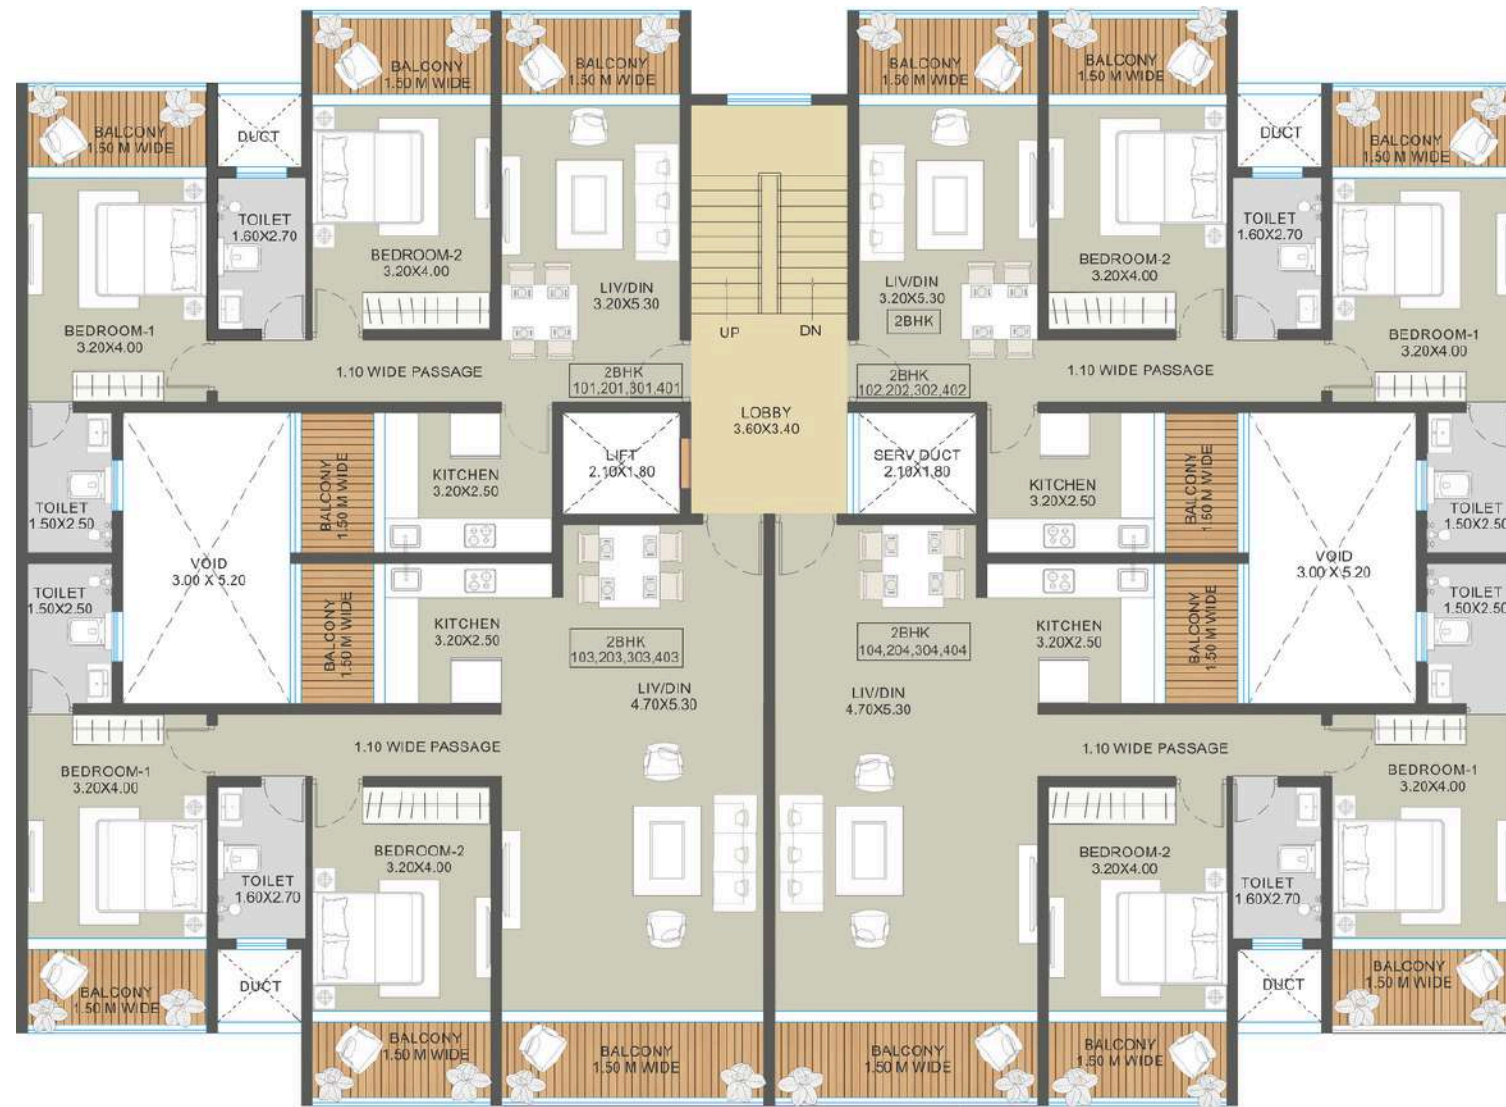 BALCONY
1.50 M WIDE
BALCONY
1.50 M WIDE
BALCONY
1.50 M WIDE
BALCONY
1.50 M WIDE
BALCONY
1.50 M WIDE
DUCT
DUCT
BALCONY
1.50 M WIDE
TOILET
1.60X2.70
BEDROOM-2
3.20X4.00
LIV/DIN
3.20X5.30
LIV/DIN
3.20X5.30
2BHK
BEDROOM-2
3.20X4.00
TOILET
1.60X2.70
BEDROOM-1
3.20X4.00
UP
DN
BEDROOM-1
3.20X4.00
1.10 WIDE PASSAGE
2BHK
101,201,301,401
2BHK
102,202,302,402
1.10 WIDE PASSAGE
LOBBY
3.60X3.40
LIFT
2.10X1.80
SERV DUCT
2.10X1.80
TOILET
1.50X2.50
BALCONY
1.50 M WIDE
KITCHEN
3.20X2.50
KITCHEN
3.20X2.50
BALCONY
1.50 M WIDE
TOILET
1.50X2.50
VOID
3.00 X 5.20
VOID
3.00 X 5.20
TOILET
1.50X2.50
BALCONY
1.50 M WIDE
KITCHEN
3.20X2.50
2BHK
103,203,303,403
2BHK
104,204,304,404
KITCHEN
3.20X2.50
BALCONY
1.50 M WIDE
TOILET
1.50X2.50
LIV/DIN
4.70X5.30
LIV/DIN
4.70X5.30
1.10 WIDE PASSAGE
1.10 WIDE PASSAGE
BEDROOM-1
3.20X4.00
BEDROOM-1
3.20X4.00
TOILET
1.60X2.70
BEDROOM-2
3.20X4.00
BEDROOM-2
3.20X4.00
TOILET
1.60X2.70
BALCONY
1.50 M WIDE
DUCT
DUCT
BALCONY
1.50 M WIDE
BALCONY
1.50 M WIDE
BALCONY
1.50 M WIDE
BALCONY
1.50 M WIDE
BALCONY
1.50 M WIDE